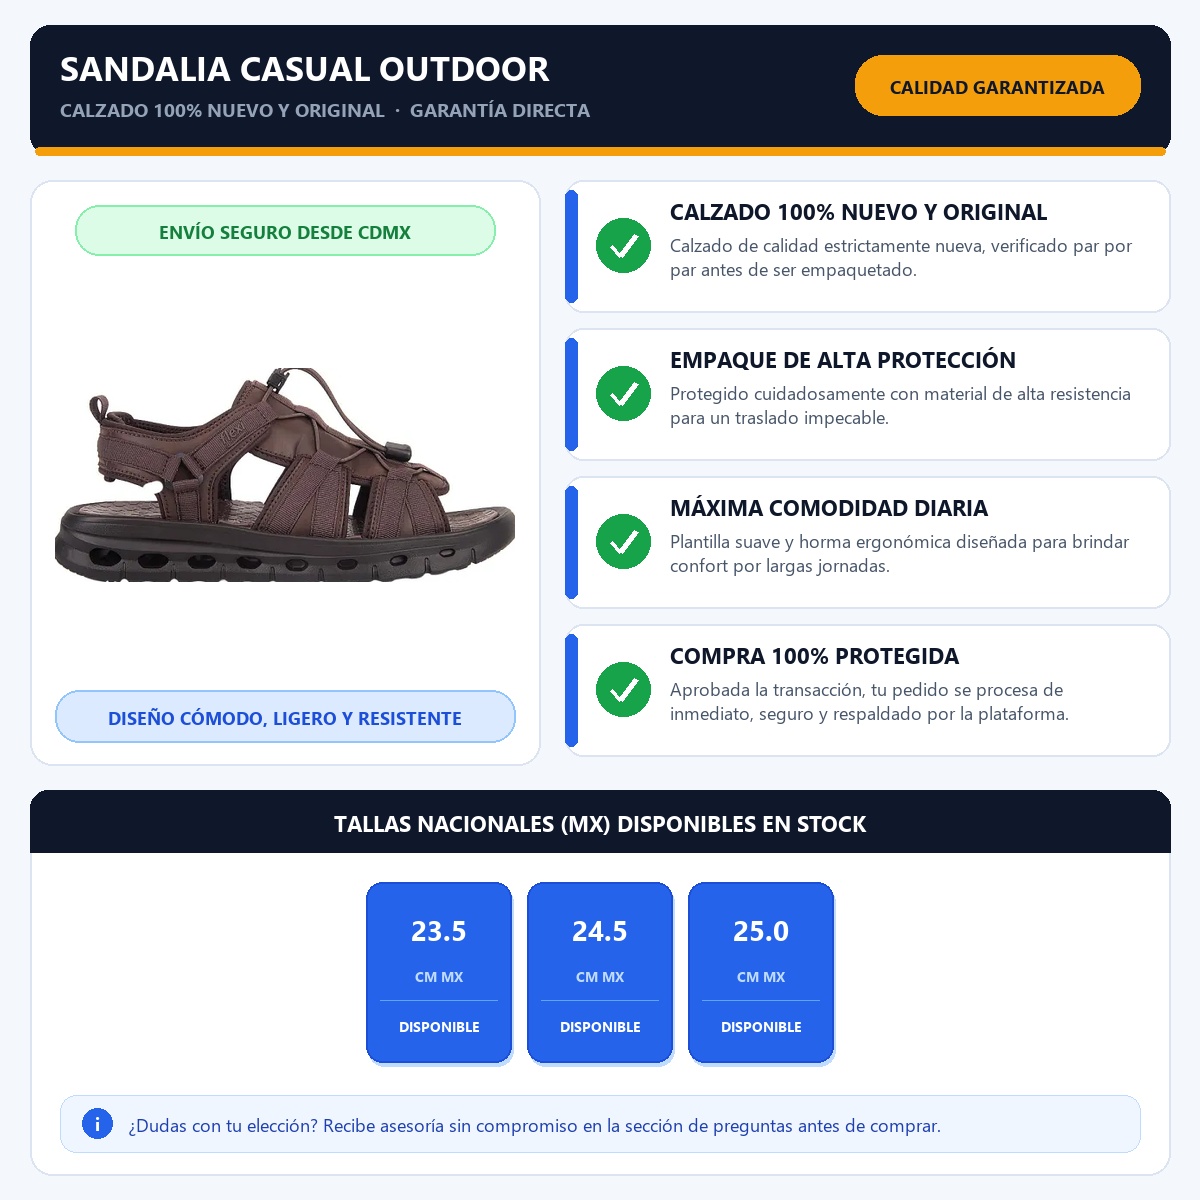 SANDALIA CASUAL OUTDOOR
CALZADO 100% NUEVO Y ORIGINAL · GARANTÍA DIRECTA
CALIDAD GARANTIZADA
ENVÍO SEGURO DESDE CDMX
flexi
DISEÑO CÓMODO, LIGERO Y RESISTENTE
CALZADO 100% NUEVO Y ORIGINAL
Calzado de calidad estrictamente nueva, verificado par por
par antes de ser empaquetado.
EMPAQUE DE ALTA PROTECCIÓN
Protegido cuidadosamente con material de alta resistencia
para un traslado impecable.
MÁXIMA COMODIDAD DIARIA
Plantilla suave y horma ergonómica diseñada para brindar
confort por largas jornadas.
COMPRA 100% PROTEGIDA
Aprobada la transacción, tu pedido se procesa de
inmediato, seguro y respaldado por la plataforma.
TALLAS NACIONALES (MX) DISPONIBLES EN STOCK
23.5
CM MX
DISPONIBLE
24.5
CM MX
DISPONIBLE
25.0
CM MX
DISPONIBLE
¿Dudas con tu elección? Recibe asesoría sin compromiso en la sección de preguntas antes de comprar.